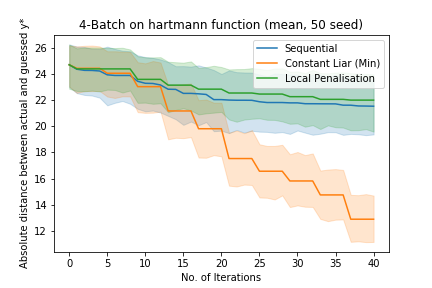 4-Batch on hartmann function (mean, 50 seed)
Absolute distance between actual and guessed y*
26
24
22
20
18
16
14
12
Sequential
Constant Liar (Min)
Local Penalisation
0 5 10 15 20 25 30 35 40
No. of Iterations